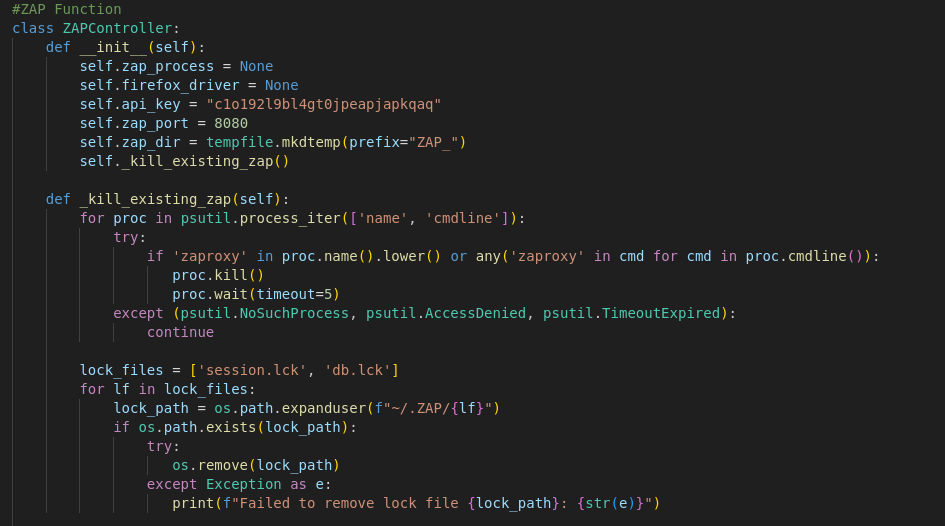 #ZAP Function
class ZAPController:
    def __init__(self):
        self.zap_process = None
        self.firefox_driver = None
        self.api_key = "c1o192l9bl4gt0jpeapjapkqaq"
        self.zap_port = 8080
        self.zap_dir = tempfile.mkdtemp(prefix="ZAP_")
        self._kill_existing_zap()

    def _kill_existing_zap(self):
        for proc in psutil.process_iter(['name', 'cmdline']):
            try:
                if 'zaproxy' in proc.name().lower() or any('zaproxy' in cmd for cmd in proc.cmdline()):
                   proc.kill()
                   proc.wait(timeout=5)
            except (psutil.NoSuchProcess, psutil.AccessDenied, psutil.TimeoutExpired):
                continue

        lock_files = ['session.lck', 'db.lck']
        for lf in lock_files:
            lock_path = os.path.expanduser(f"~/.ZAP/{lf}")
            if os.path.exists(lock_path):
                try:
                   os.remove(lock_path)
                except Exception as e:
                   print(f"Failed to remove lock file {lock_path}: {str(e)}")